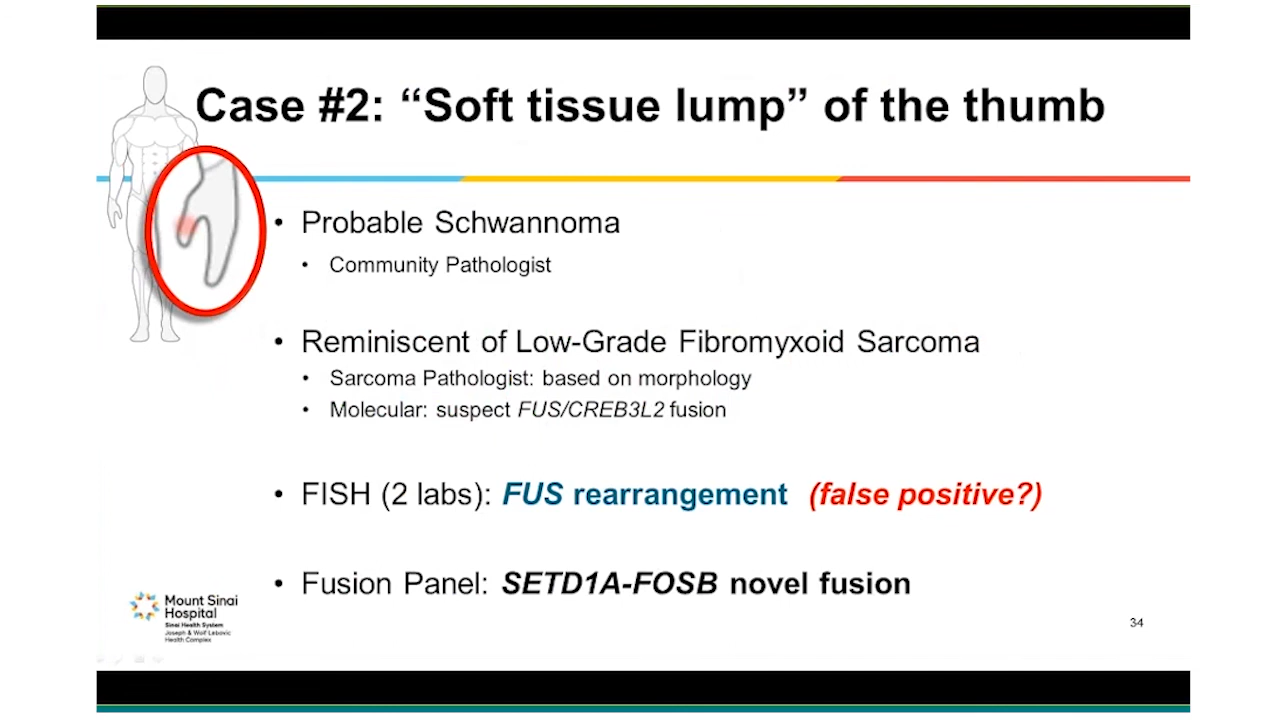 Case #2: “Soft tissue lump” of the thumb
• Probable Schwannoma
• Community Pathologist
• Reminiscent of Low-Grade Fibromyxoid Sarcoma
• Sarcoma Pathologist: based on morphology
• Molecular: suspect FUS/CREB3L2 fusion
• FISH (2 labs): FUS rearrangement (false positive?)
• Fusion Panel: SETD1A-FOSB novel fusion
Mount Sinai
Hospital
Sinai Health System
Joseph & Wolf Lebovic
Health Complex
34